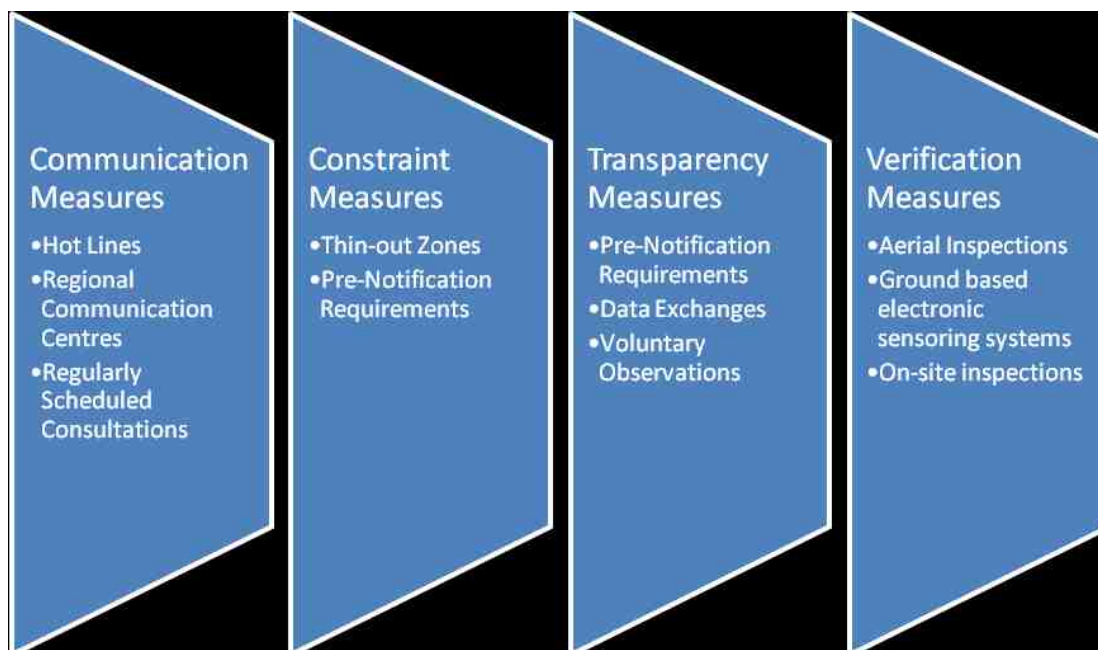 Communication
Measures
•Hot Lines
•Regional
Communication
Centres
•Regularly
Scheduled
Consultations
Constraint
Measures
•Thin-out Zones
•Pre-Notification
Requirements
Transparency
Measures
•Pre-Notification
Requirements
•Data Exchanges
•Voluntary
Observations
Verification
Measures
•Aerial Inspections
•Ground based
electronic
sensoring systems
•On-site inspections